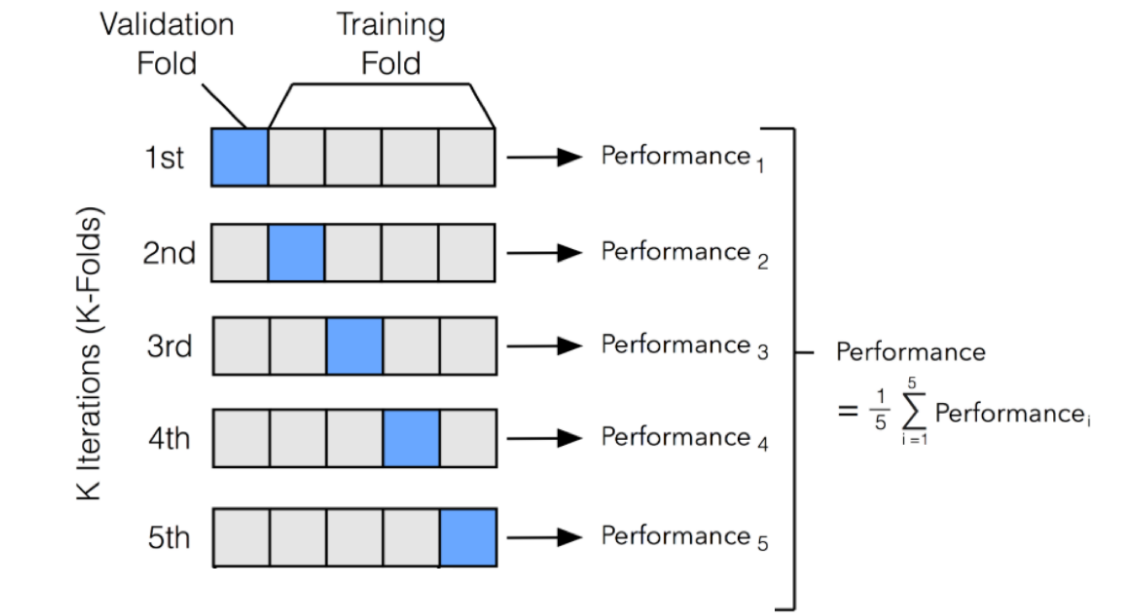 Validation
Fold
Training
Fold
K Iterations (K-Folds)
1st
Performance 1
2nd
Performance 2
3rd
Performance 3
4th
Performance 4
5th
Performance 5
Performance
= 1/5 5 ∑ i=1 Performance i